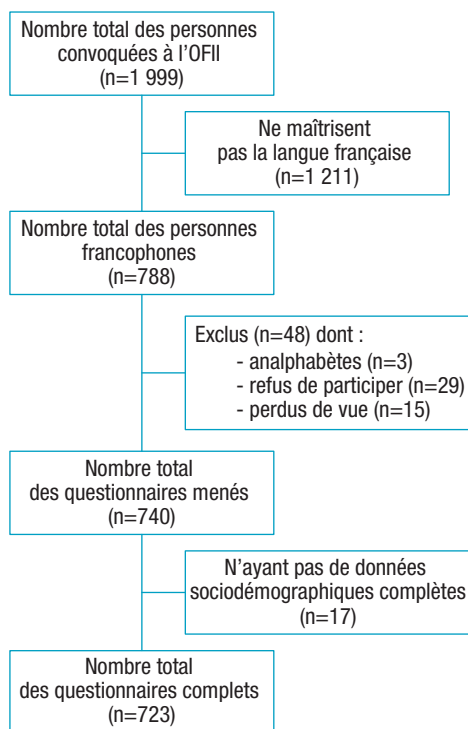 Nombre total des personnes
convoquées à l'OFII
(n=1 999)
Ne maîtrisent
pas la langue française
(n=1 211)
Nombre total des personnes
francophones
(n=788)
Exclus (n=48) dont :
- analphabètes (n=3)
- refus de participer (n=29)
- perdus de vue (n=15)
Nombre total
des questionnaires menés
(n=740)
N'ayant pas de données
sociodémographiques complètes
(n=17)
Nombre total
des questionnaires complets
(n=723)